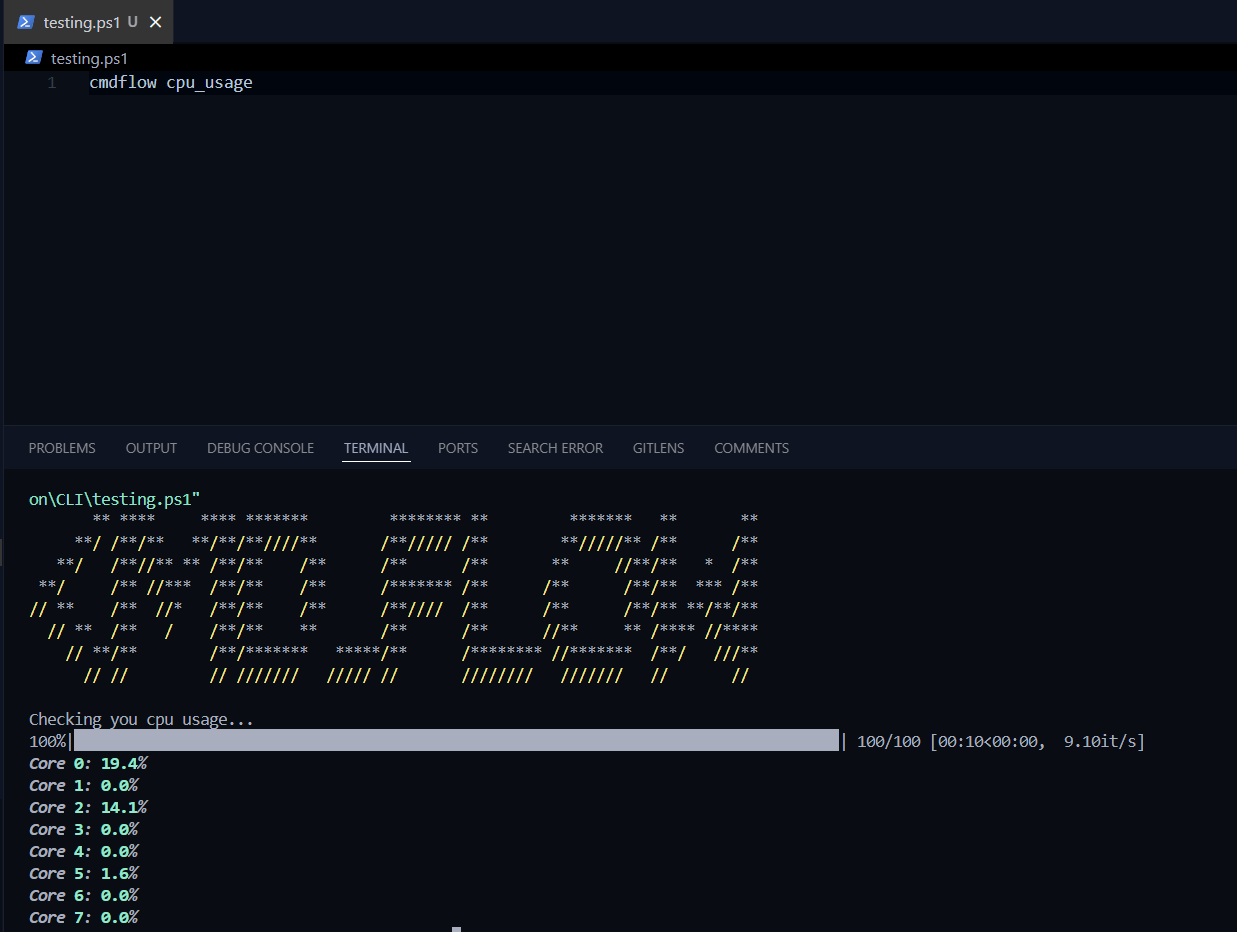 testing.ps1 U
testing.ps1
1 cmdflow cpu_usage
PROBLEMS OUTPUT DEBUG CONSOLE TERMINAL PORTS SEARCH ERROR GITLENS COMMENTS
on\CLI\testing.ps1"
       ** ****     **** *******         ******** **         *******   **       **
     **/ /**/**   **/**/**////**       /**///// /**        **/////** /**      /**
   **/   /**//** ** /**/**    /**      /**      /**       **     //**/**   *  /**
 **/     /** //***  /**/**    /**      /******* /**      /**      /**/**  *** /**
// **    /**  //*   /**/**    /**      /**////  /**      /**      /**/** **/**/**
  // **  /**   /    /**/**    **       /**      /**      //**     ** /**** //****
    // **/**        /**/*******   *****/**      /******** //*******  /**/   ///**
      // //         // ///////   ///// //       ////////   ///////   //       //
Checking you cpu usage...
100%| | 100/100 [00:10<00:00,  9.10it/s]
Core 0: 19.4%
Core 1: 0.0%
Core 2: 14.1%
Core 3: 0.0%
Core 4: 0.0%
Core 5: 1.6%
Core 6: 0.0%
Core 7: 0.0%